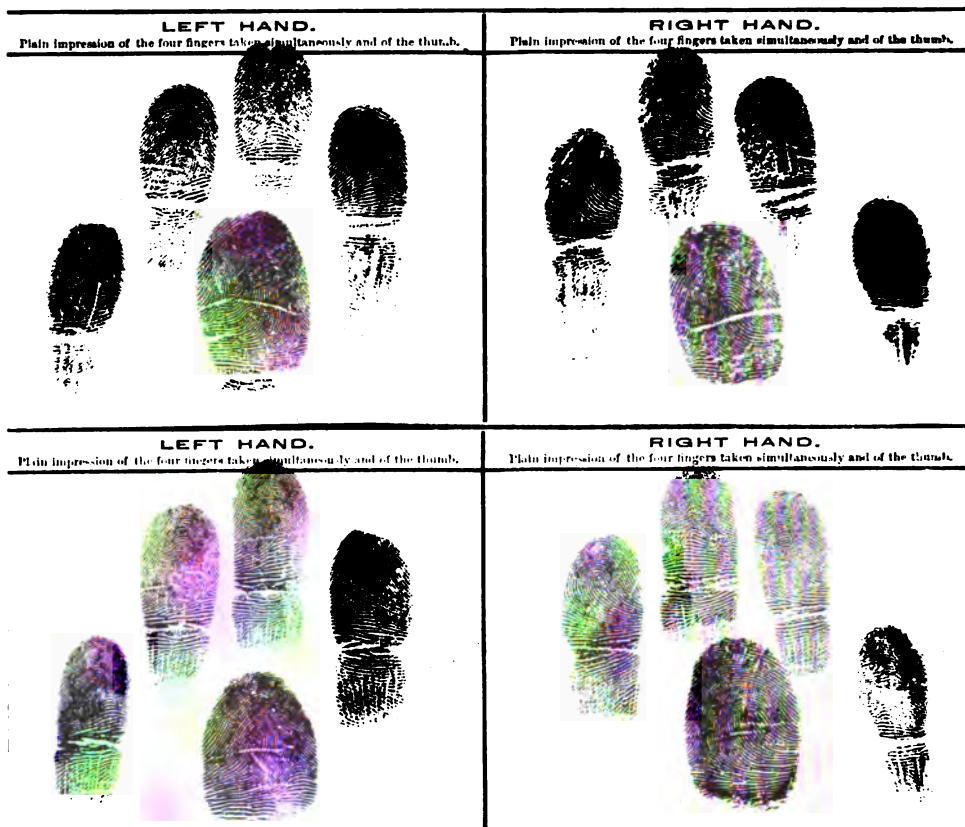 LEFT HAND.
Plain impression of the four fingers taken simultaneously and of the thumb.
RIGHT HAND.
Plain impression of the four fingers taken simultaneously and of the thumb.
LEFT HAND.
Plain impression of the four fingers taken simultaneously and of the thumb.
RIGHT HAND.
Plain impression of the four fingers taken simultaneously and of the thumb.